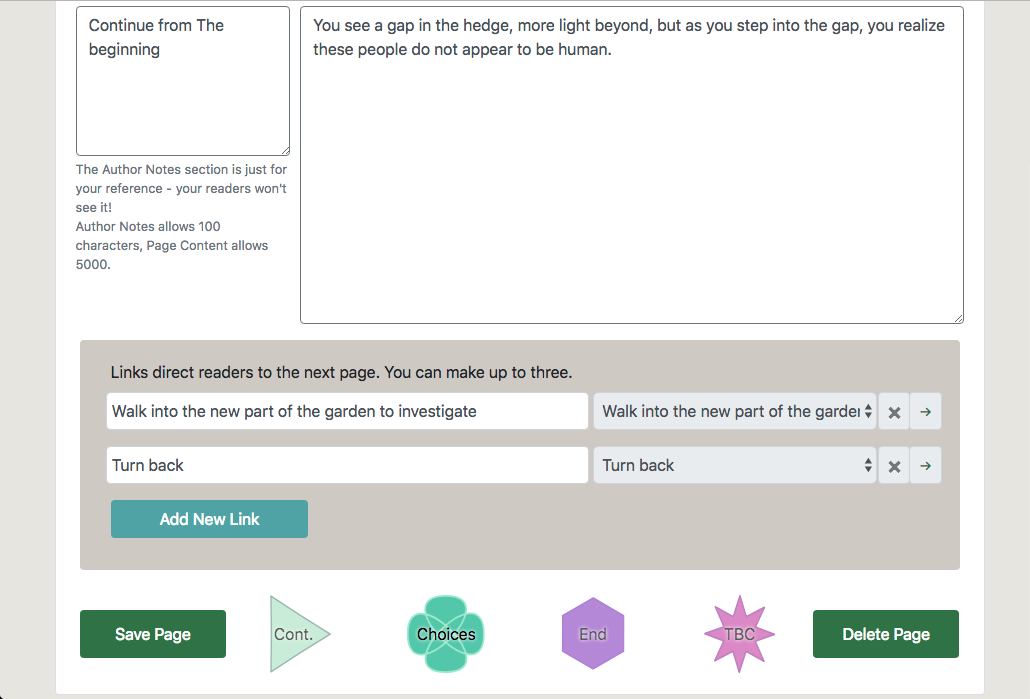 Continue from The
beginning
You see a gap in the hedge, more light beyond, but as you step into the gap, you realize
these people do not appear to be human.
The Author Notes section is just for
your reference - your readers won't
see it!
Author Notes allows 100
characters, Page Content allows
5000.
Links direct readers to the next page. You can make up to three.
Walk into the new part of the garden to investigate
Walk into the new part of the garden
Turn back
Turn back
Add New Link
Save Page
Cont.
Choices
End
TBC
Delete Page